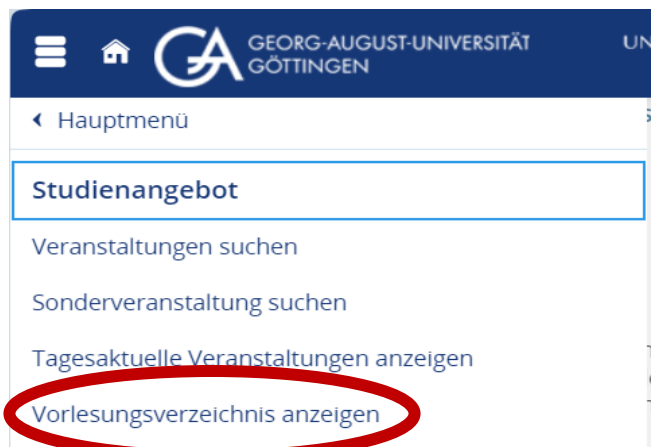 GEORG-AUGUST-UNIVERSITÄT
GÖTTINGEN
Hauptmenü
Studienangebot
Veranstaltungen suchen
Sonderveranstaltung suchen
Tagesaktuelle Veranstaltungen anzeigen
Vorlesungsverzeichnis anzeigen